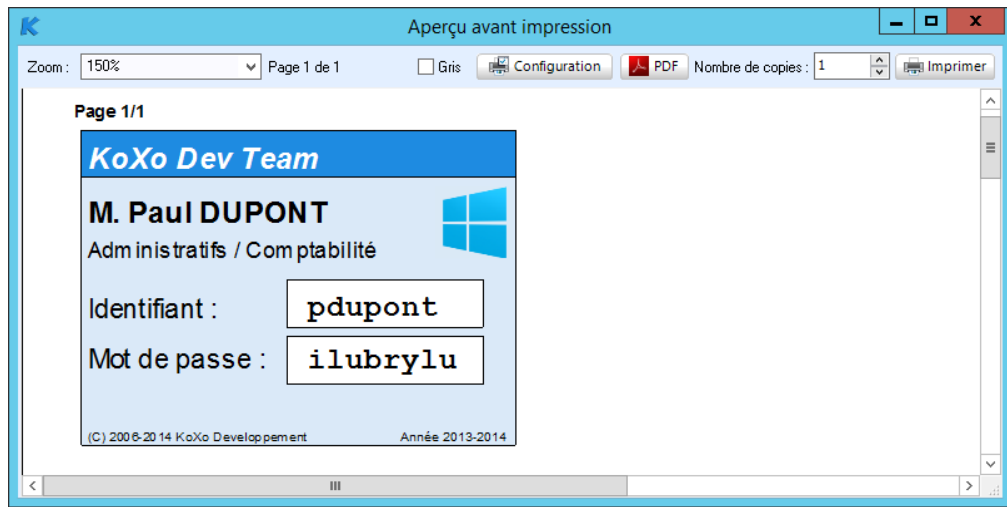 Aperçu avant impression
Zoom : 150% Page 1 de 1 Gris Configuration PDF Nombre de copies : 1 Imprimer
Page 1/1
KoXo Dev Team
M. Paul DUPONT
Administratifs / Comptabilité
Identifiant : pdupont
Mot de passe : ilubrylu
(C) 2006-2014 KoXo Developpement Année 2013-2014